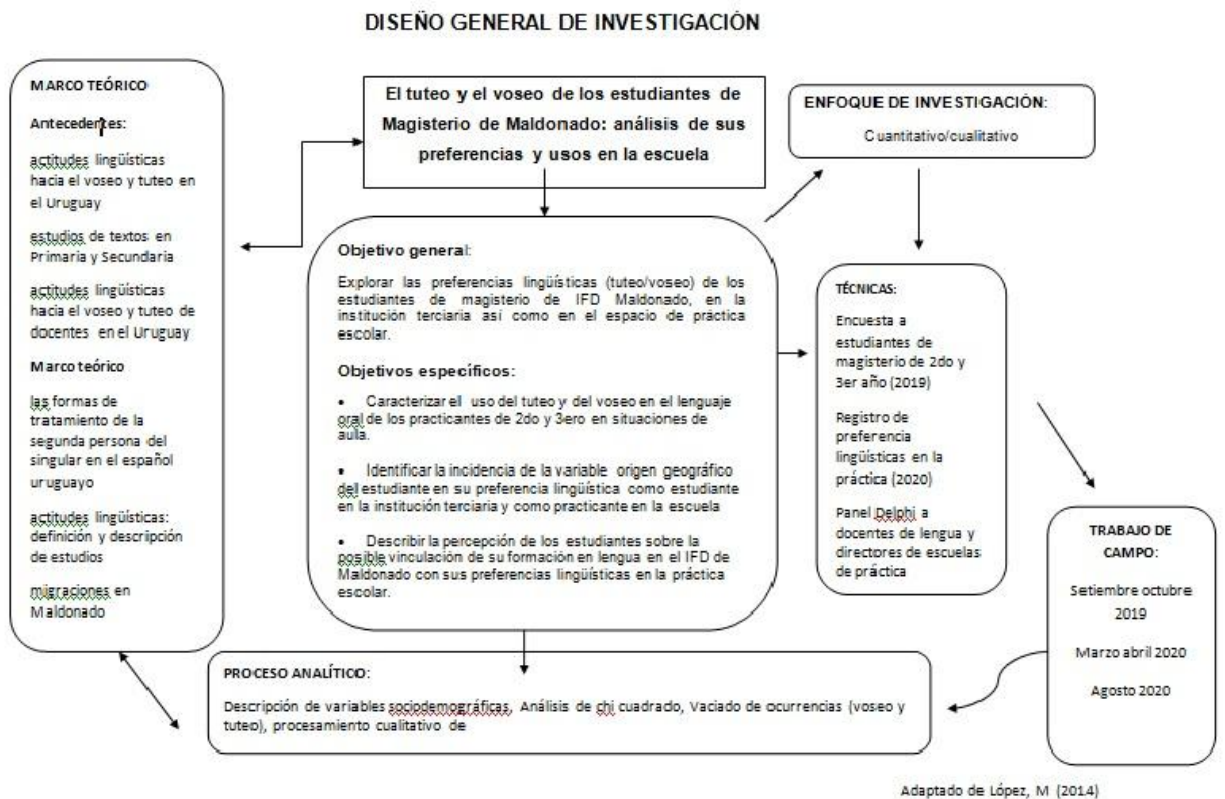 DISEÑO GENERAL DE INVESTIGACIÓN
MARCO TEÓRICO
Antecedentes:
actitudes lingüísticas
hacia el voseo y tuteo en
el Uruguay
estudios de textos en
Primaria y Secundaria
actitudes lingüísticas
hacia el voseo y tuteo de
docentes en el Uruguay
Marco teórico
las formas de
tratamiento de la
segunda persona del
singular en el español
uruguayo
actitudes lingüísticas:
definición y descripción
de estudios
migraciones en
Maldonado
El tuteo y el voseo de los estudiantes de
Magisterio de Maldonado: análisis de sus
preferencias y usos en la escuela
Objetivo general:
Explorar las preferencias lingüísticas (tuteo/voseo) de los
estudiantes de magisterio de IFD Maldonado, en la
institución terciaria así como en el espacio de práctica
escolar.
Objetivos específicos:
• Caracterizar el uso del tuteo y del voseo en el lenguaje
oral de los practicantes de 2do y 3ero en situaciones de
aula.
• Identificar la incidencia de la variable origen geográfico
del estudiante en su preferencia lingüística como estudiante
en la institución terciaria y como practicante en la escuela
• Describir la percepción de los estudiantes sobre la
posible vinculación de su formación en lengua en el IFD de
Maldonado con sus preferencias lingüísticas en la práctica
escolar.
ENFOQUE DE INVESTIGACIÓN:
Cuantitativo/cualitativo
TÉCNICAS:
Encuesta a
estudiantes de
magisterio de 2do y
3er año (2019)
Registro de
preferencia
lingüísticas en la
práctica (2020)
Panel Delphi a
docentes de lengua y
directores de escuelas
de práctica
TRABAJO DE
CAMPO:
Setiembre octubre
2019
Marzo abril 2020
Agosto 2020
PROCESO ANALÍTICO:
Descripción de variables sociodemográficas, Análisis de chi cuadrado, Vaciado de ocurrencias (voseo y
tuteo), procesamiento cualitativo de
Adaptado de López, M (2014)